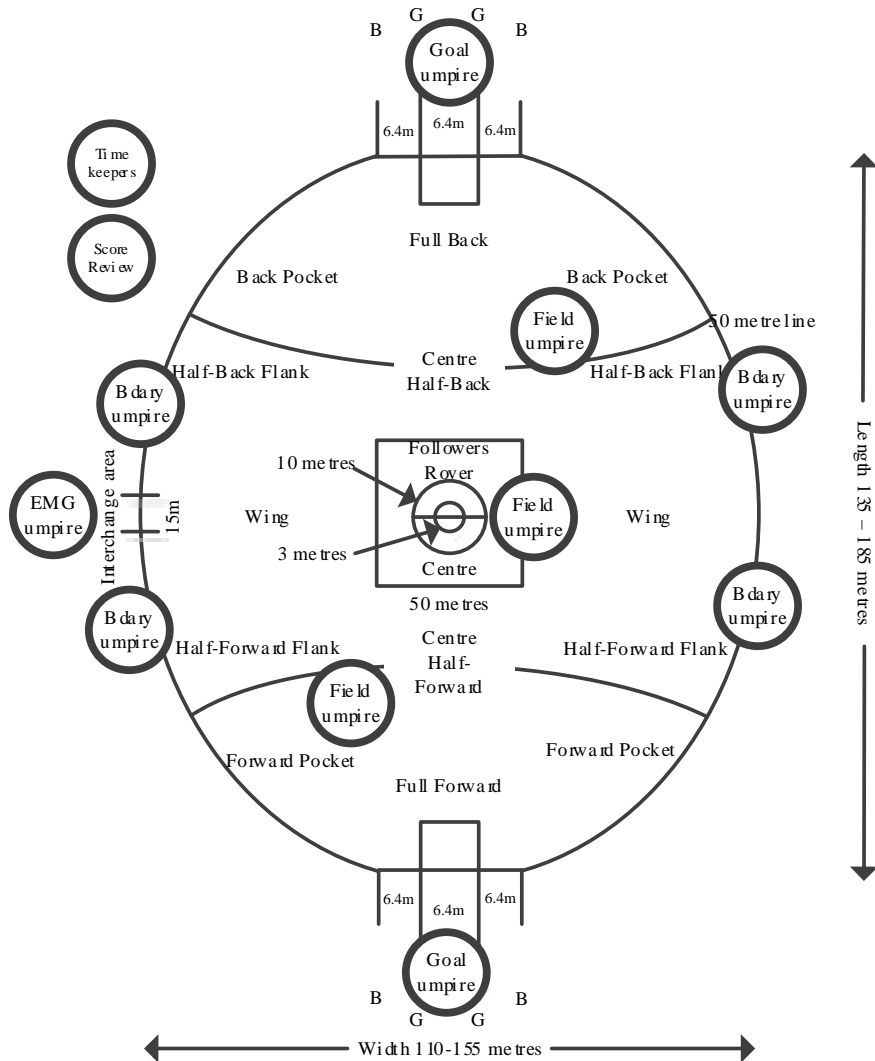 G G
B B
Goal
umpire
6.4m 6.4m 6.4m
Time
keepers
Score
Review
Full Back
Back Pocket Back Pocket
Field
umpire
50 metre line
Centre
Half-Back
Half-Back Flank Half-Back Flank
Bdary
umpire
Bdary
umpire
Followers
Rover
10 metres
EMG
umpire
Interchange area
15m
Wing
Field
umpire
Wing
3 metres
Centre
50 metres
Bdary
umpire
Bdary
umpire
Length 135 – 185 metres
Centre
Half-
Forward
Half-Forward Flank Half-Forward Flank
Field
umpire
Forward Pocket Forward Pocket
Full Forward
6.4m 6.4m 6.4m
Goal
umpire
B B
G G
Width 110-155 metres